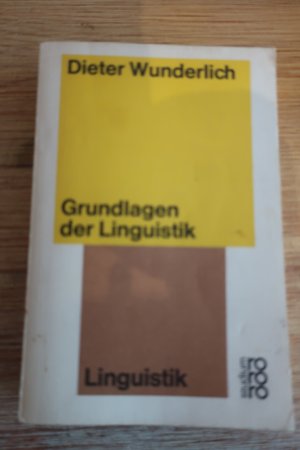 Dieter Wunderlich
Grundlagen
der Linguistik
Linguistik
rororo
studium